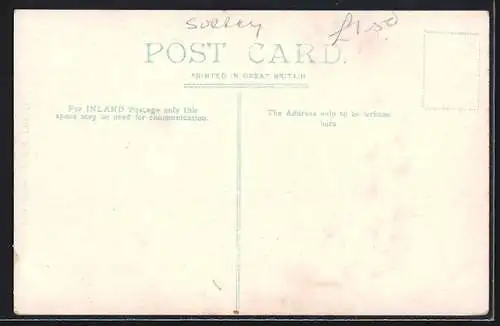 Surrey £1.50
POST CARD.
PRINTED IN GREAT BRITAIN
For INLAND Postage only this
space may be used for communication.
The Address only to be written
here